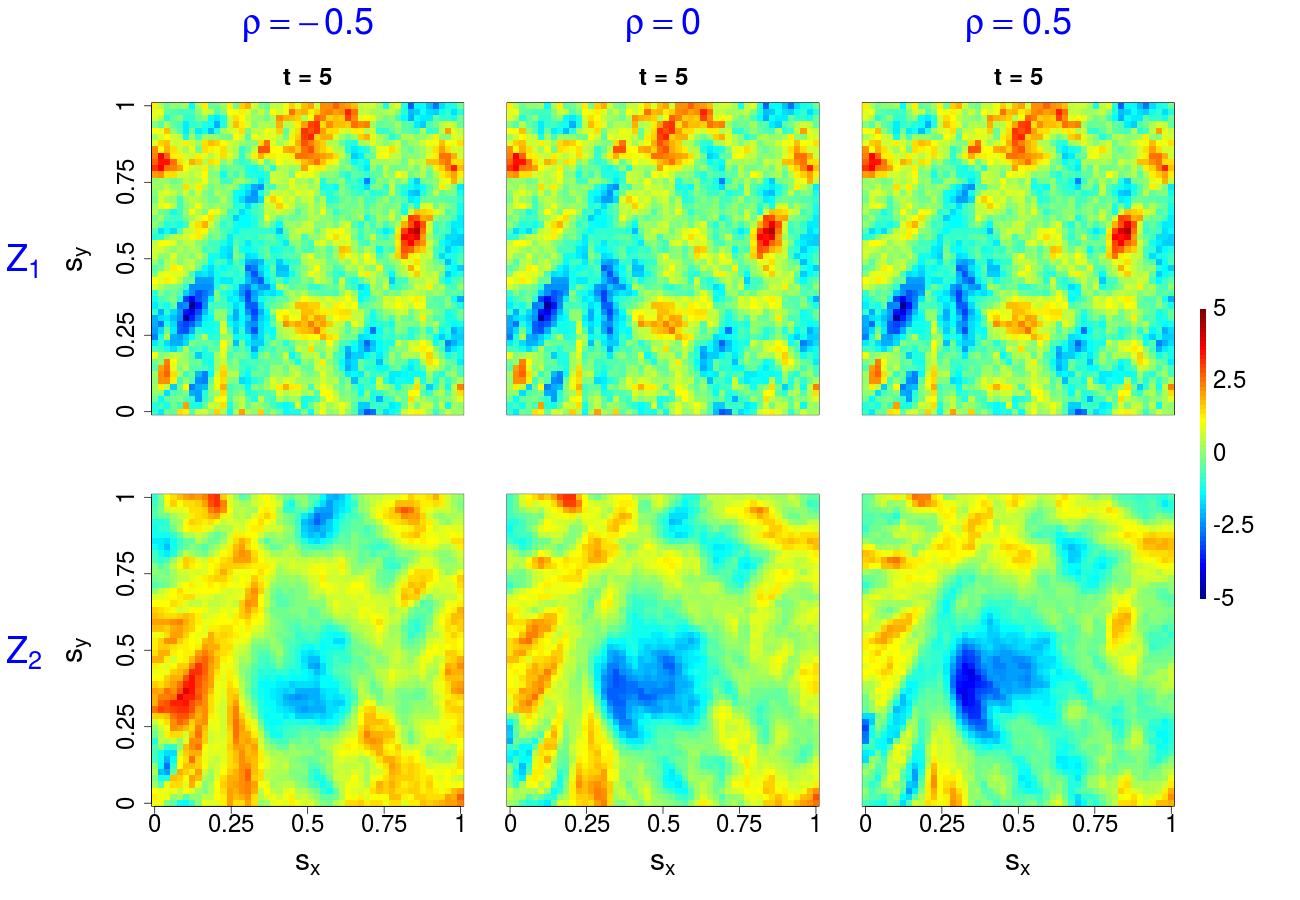 ρ = − 0.5 ρ = 0 ρ = 0.5
t = 5 t = 5 t = 5
1
0.75
0.5
0.25
0
Z1 sy
5
2.5
0
-2.5
-5
1
0.75
0.5
0.25
0
Z2 sy
0 0.25 0.5 0.75 1 0 0.25 0.5 0.75 1 0 0.25 0.5 0.75 1
sx sx sx